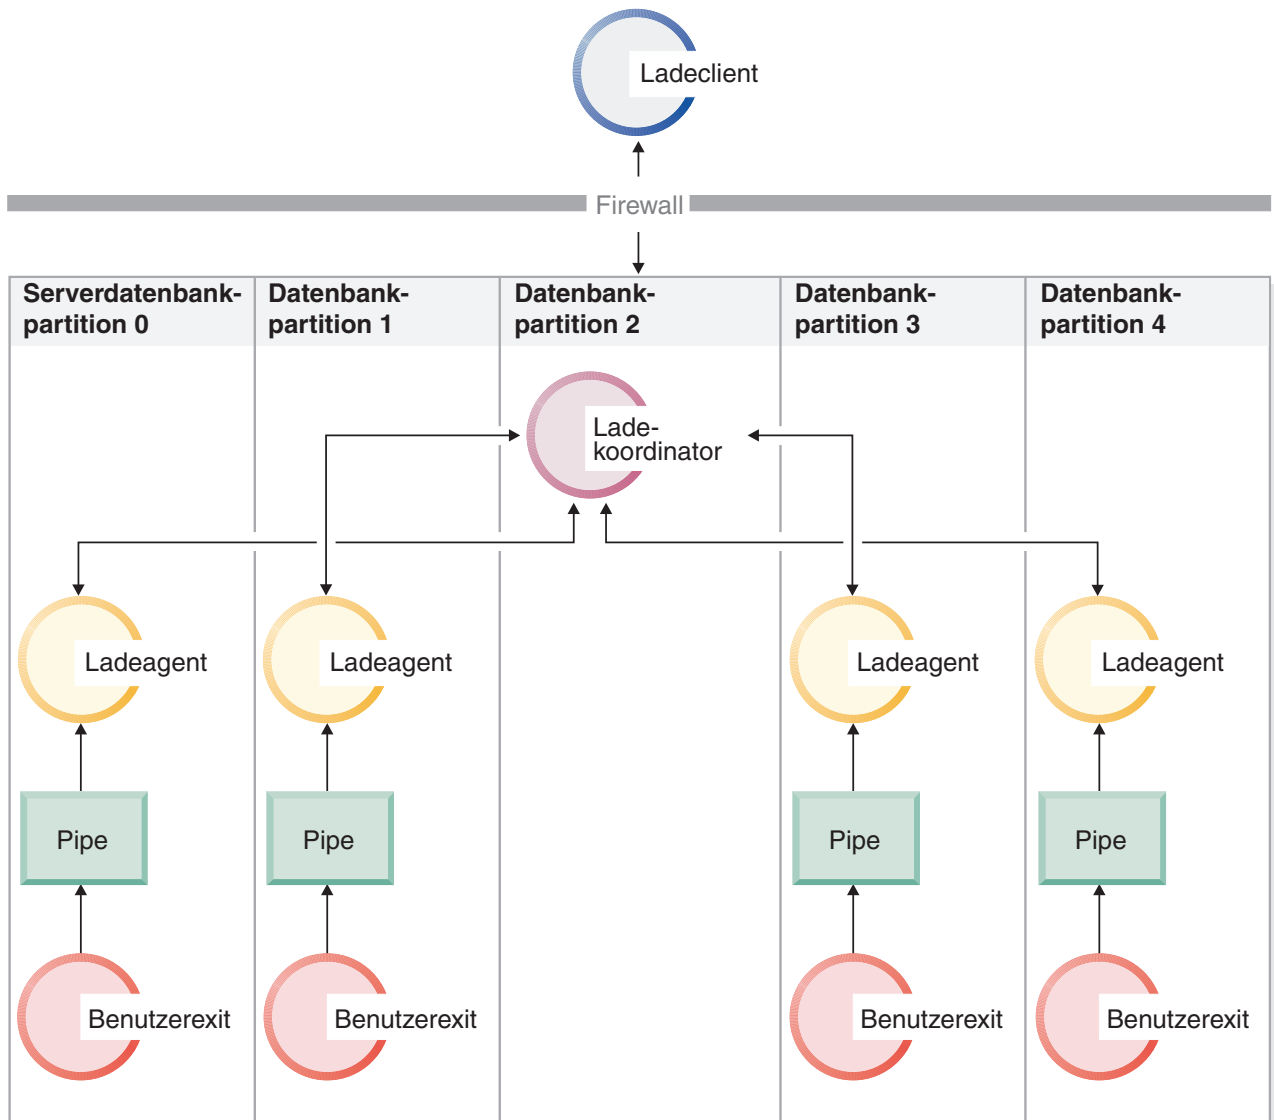 Ladeclient
Firewall
Serverdatenbank-
partition 0
Datenbank-
partition 1
Datenbank-
partition 2
Datenbank-
partition 3
Datenbank-
partition 4
Lade-
koordinator
Ladeagent
Ladeagent
Ladeagent
Ladeagent
Pipe
Pipe
Pipe
Pipe
Benutzerexit
Benutzerexit
Benutzerexit
Benutzerexit